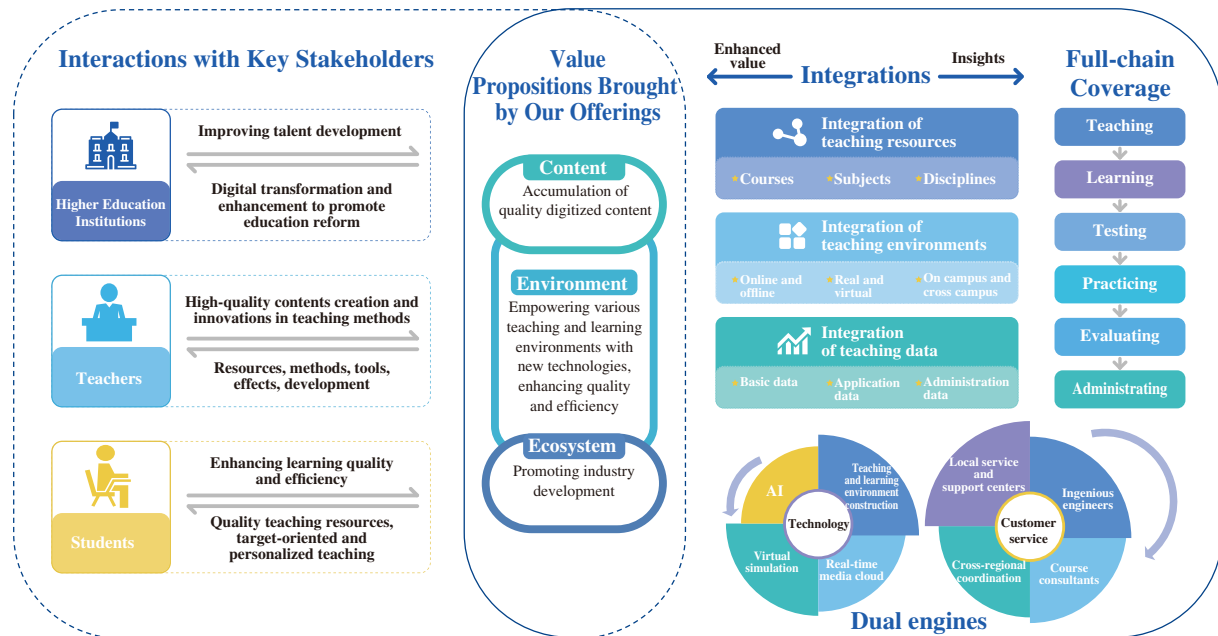 Interactions with Key Stakeholders
Higher Education
Institutions
Improving talent development
Digital transformation and
enhancement to promote
education reform
Teachers
High-quality contents creation and
innovations in teaching methods
Resources, methods, tools,
effects, development
Students
Enhancing learning quality
and efficiency
Quality teaching resources,
target-oriented and
personalized teaching
Value
Propositions Brought
by Our Offerings
Content
Accumulation of
quality digitized content
Environment
Empowering various
teaching and learning
environments with
new technologies,
enhancing quality
and efficiency
Ecosystem
Promoting industry
development
Enhanced
value
Integrations
Insights
Integration of
teaching resources
Courses
Subjects
Disciplines
Integration of
teaching environments
Online and
offline
Real and
virtual
On campus and
cross campus
Integration
of teaching data
Basic data
Application
data
Administration
data
Full-chain
Coverage
Teaching
Learning
Testing
Practicing
Evaluating
Administrating
AI
Teaching
and learning
environment
construction
Technology
Virtual
simulation
Real-time
media cloud
Local service
and
support centers
Ingenious
engineers
Customer
service
Cross-regional
coordination
Course
consultants
Dual engines